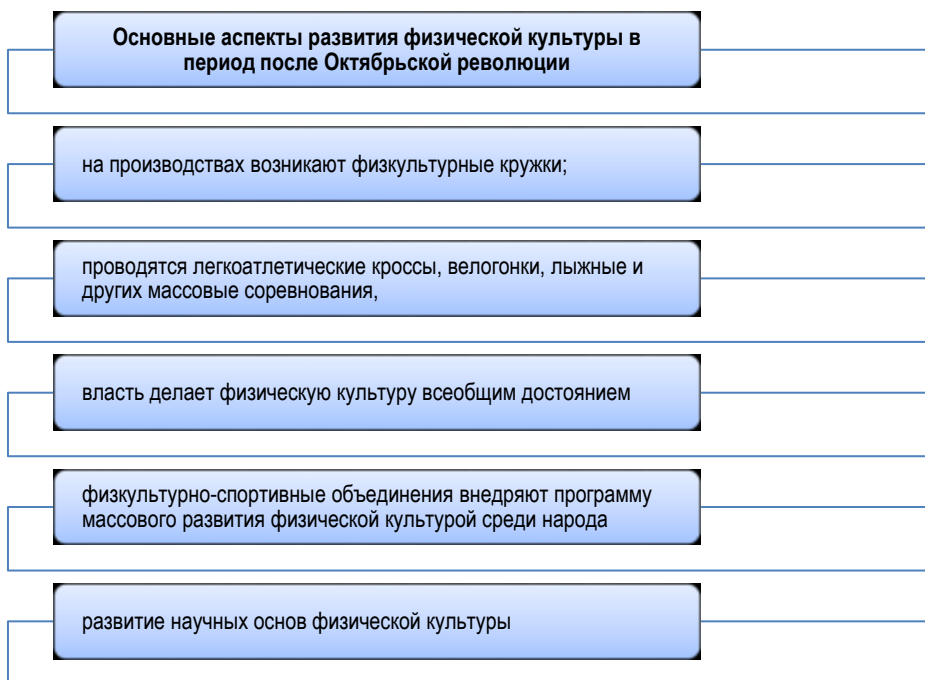 Основные аспекты развития физической культуры в
период после Октябрьской революции
на производствах возникают физкультурные кружки;
проводятся легкоатлетические кроссы, велогонки, лыжные и
других массовые соревнования,
власть делает физическую культуру всеобщим достоянием
физкультурно-спортивные объединения внедряют программу
массового развития физической культурой среди народа
развитие научных основ физической культуры